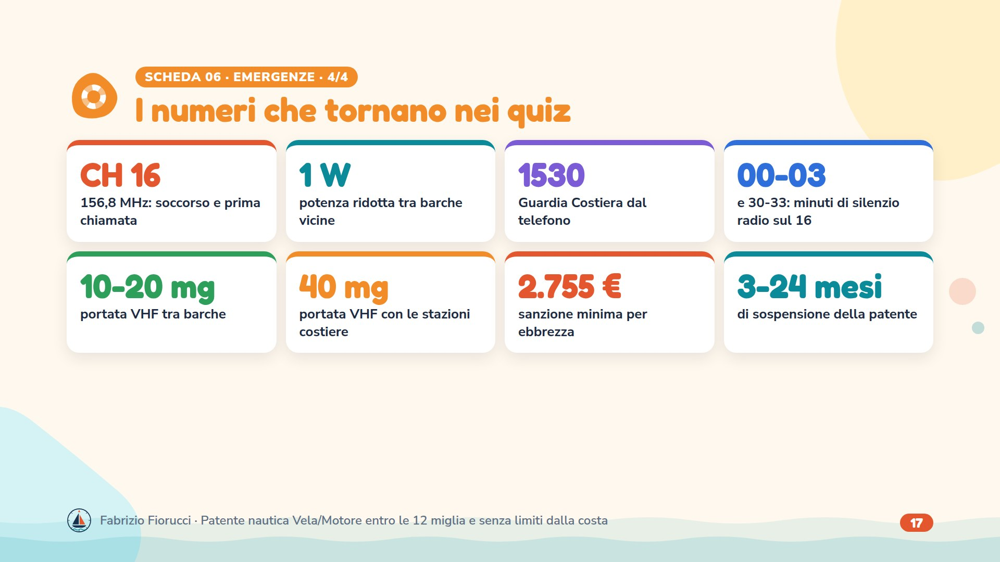 SCHEDA 06 · EMERGENZE · 4/4
I numeri che tornano nei quiz
CH 16
156,8 MHz: soccorso e prima
chiamata
1 W
potenza ridotta tra barche
vicine
1530
Guardia Costiera dal
telefono
00-03
e 30-33: minuti di silenzio
radio sul 16
10-20 mg
portata VHF tra barche
40 mg
portata VHF con le stazioni
costiere
2.755 €
sanzione minima per
ebbrezza
3-24 mesi
di sospensione della patente
Fabrizio Fiorucci · Patente nautica Vela/Motore entro le 12 miglia e senza limiti dalla costa
17